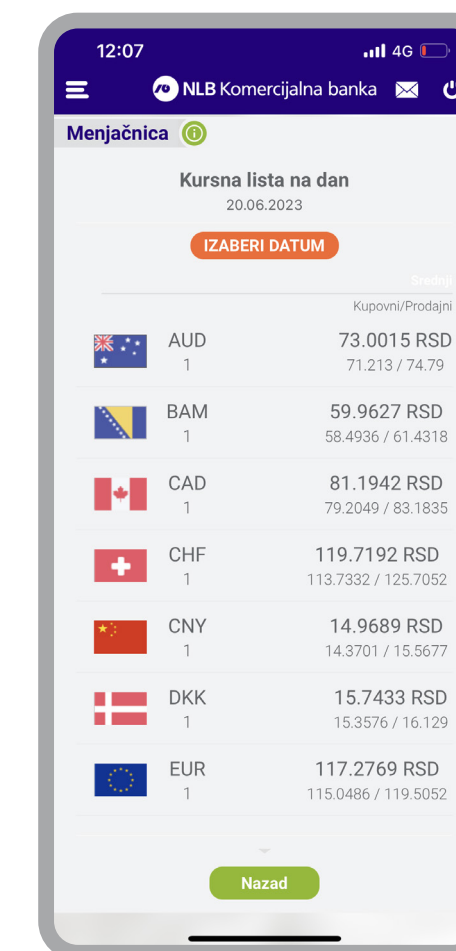 12:07 4G
NLB Komercijalna banka
Menjačnica
Kursna lista na dan
20.06.2023
IZABERI DATUM
Srednji
Kupovni/Prodajni
AUD 73.0015 RSD
1 71.213 / 74.79
BAM 59.9627 RSD
1 58.4936 / 61.4318
CAD 81.1942 RSD
1 79.2049 / 83.1835
CHF 119.7192 RSD
1 113.7332 / 125.7052
CNY 14.9689 RSD
1 14.3701 / 15.5677
DKK 15.7433 RSD
1 15.3576 / 16.129
EUR 117.2769 RSD
1 115.0486 / 119.5052
Nazad